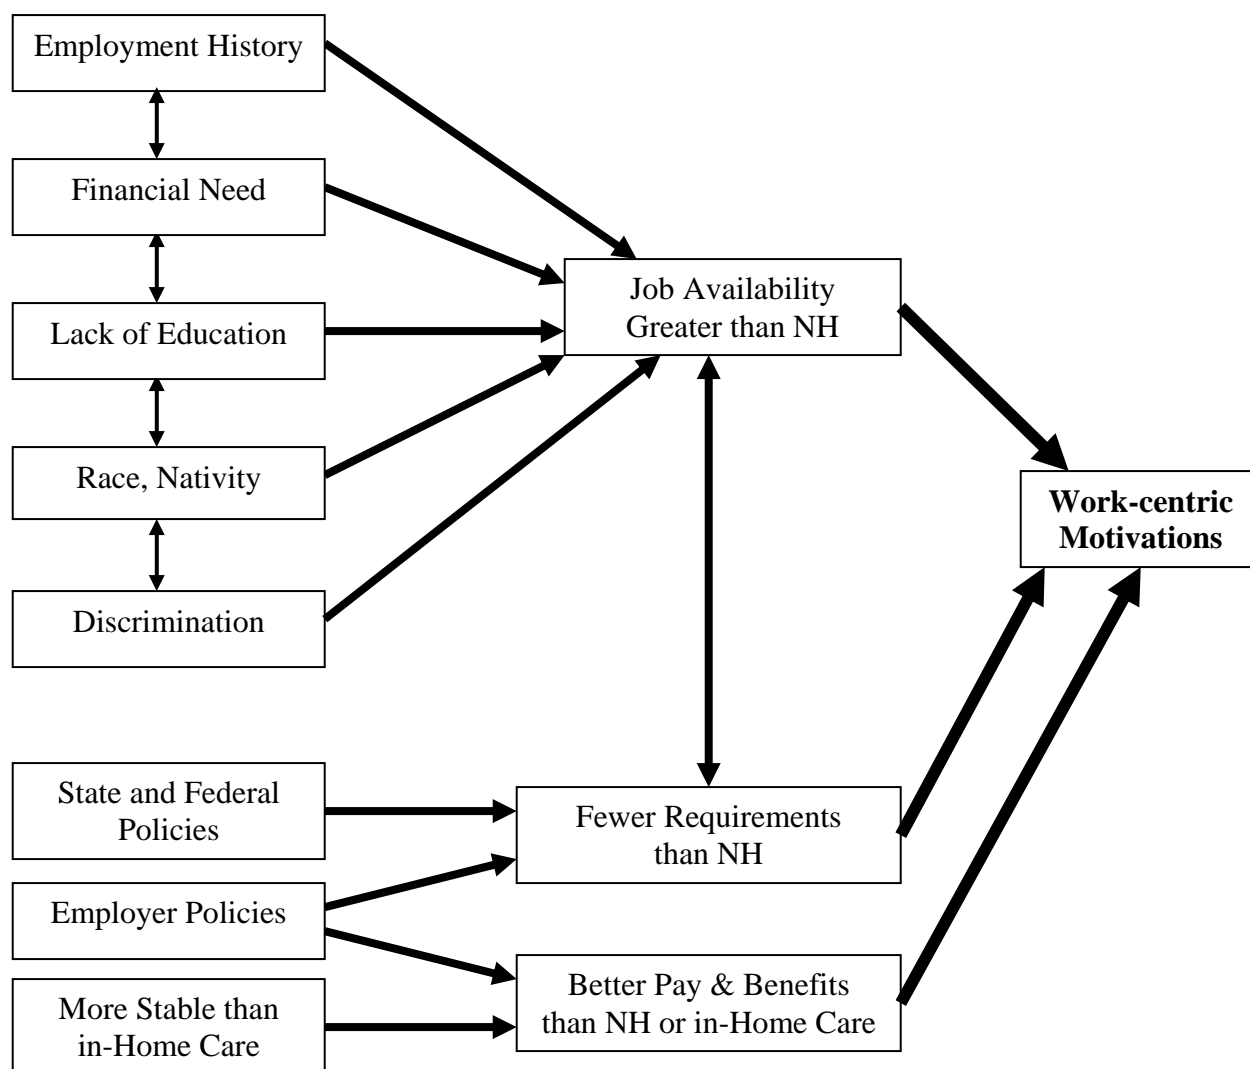 Employment History
Financial Need
Lack of Education
Race, Nativity
Discrimination
State and Federal
Policies
Employer Policies
More Stable than
in-Home Care
Job Availability
Greater than NH
Fewer Requirements
than NH
Better Pay & Benefits
than NH or in-Home Care
Work-centric
Motivations